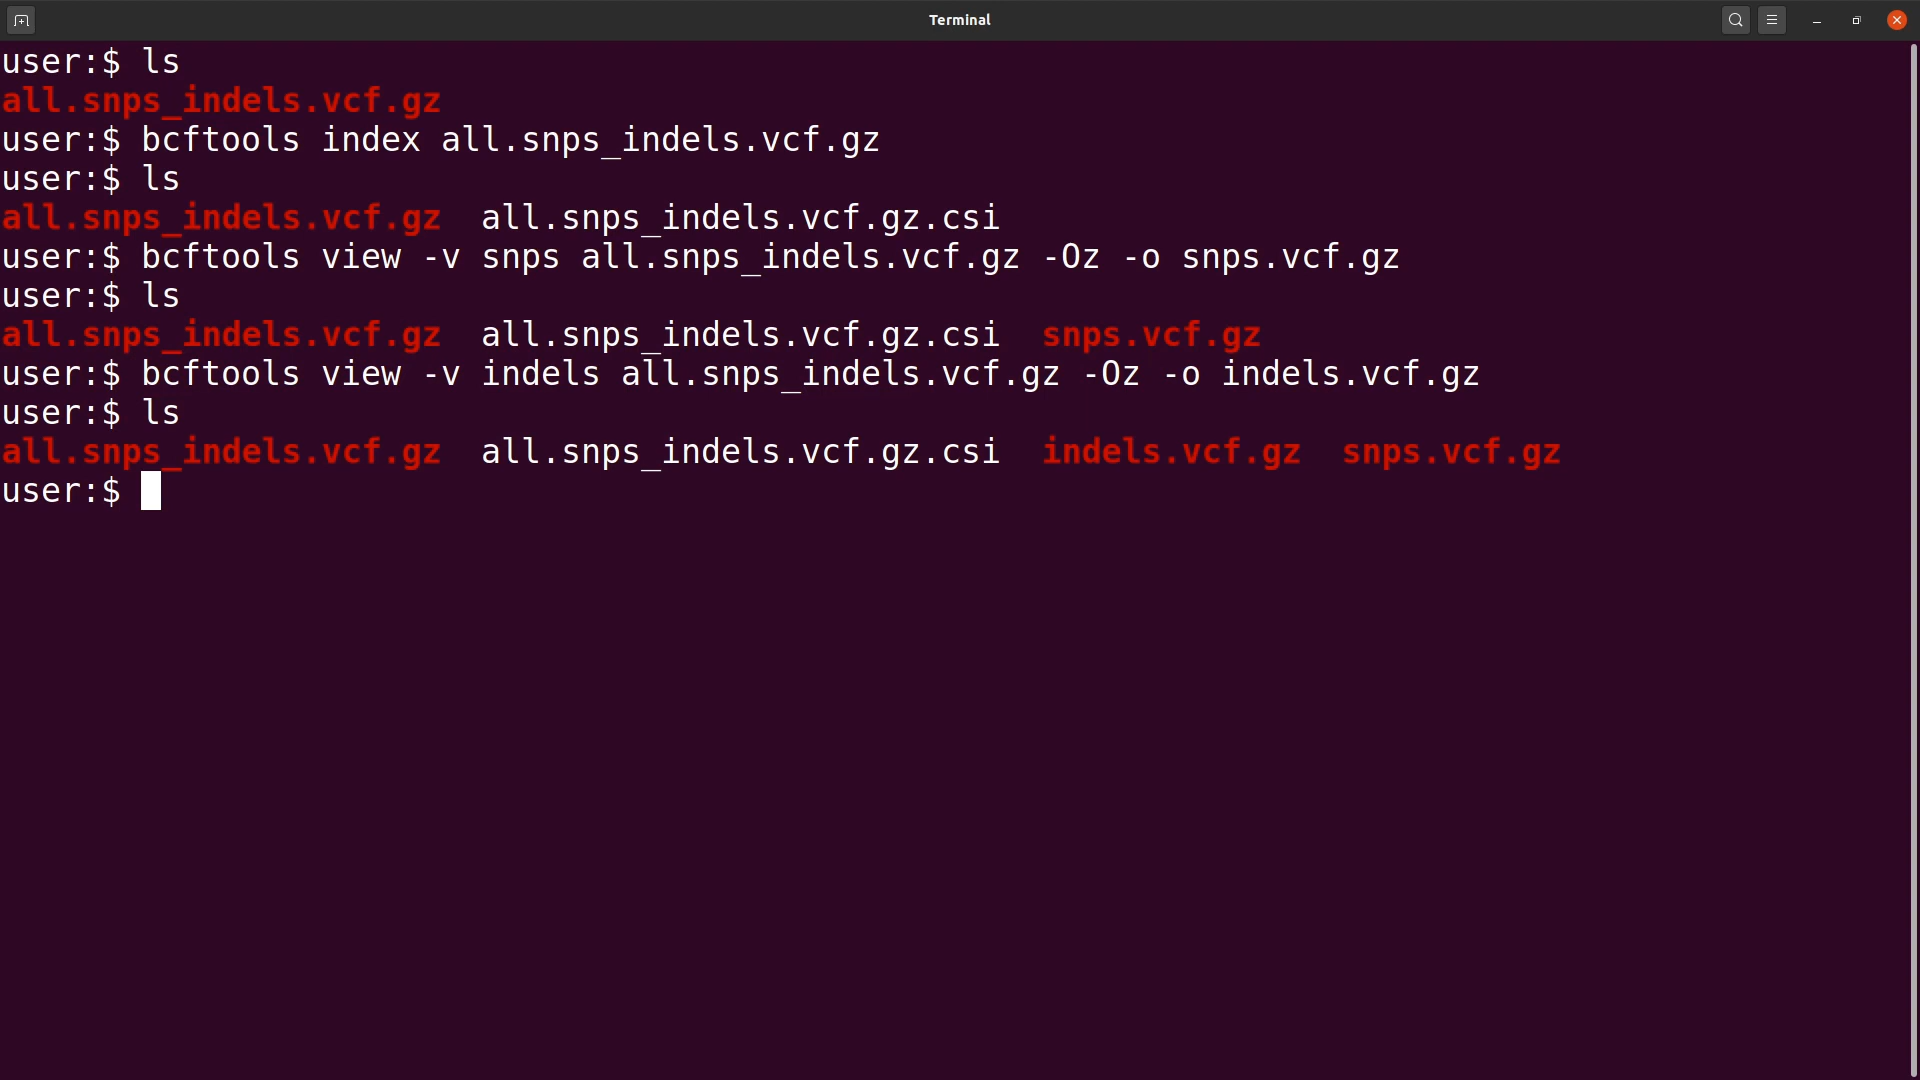 Terminal
user:$ ls
all.snps_indels.vcf.gz
user:$ bcftools index all.snps_indels.vcf.gz
user:$ ls
all.snps_indels.vcf.gz  all.snps_indels.vcf.gz.csi
user:$ bcftools view -v snps all.snps_indels.vcf.gz -Oz -o snps.vcf.gz
user:$ ls
all.snps_indels.vcf.gz  all.snps_indels.vcf.gz.csi  snps.vcf.gz
user:$ bcftools view -v indels all.snps_indels.vcf.gz -Oz -o indels.vcf.gz
user:$ ls
all.snps_indels.vcf.gz  all.snps_indels.vcf.gz.csi  indels.vcf.gz  snps.vcf.gz
user:$